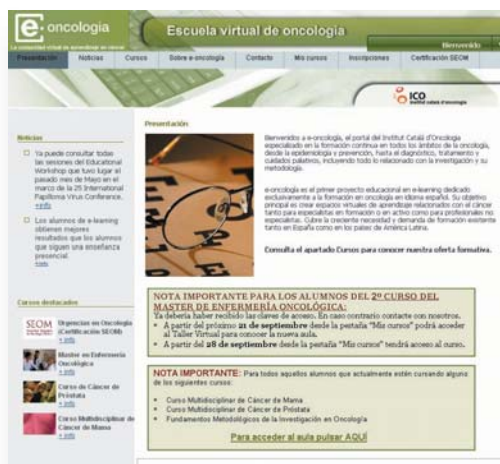 e-oncologia
La comunidad virtual de aprendizaje en cáncer
Escuela virtual de oncología
Bienvenido
Presentación
Noticias
Cursos
Sobre e-oncología
Contacto
Mis cursos
Inscripciones
Certificación SEOM
ICO
Institut Català d'Oncologia
Noticias
Ya puede consultar todas
las sesiones del Educational
Workshop que tuvo lugar el
pasado mes de Mayo en el
marco de la 25 International
Papilloma Virus Conference.
+info
Los alumnos de e-learning
obtienen mejores
resultados que los alumnos
que siguen una enseñanza
presencial.
+info
Cursos destacados
SEOM
Urgencias en Oncología
(Certificación SEOM)
+ info
Master en Enfermería
Oncológica
+ info
Curso de Cáncer de
Próstata
+ info
Curso Multidisciplinar de
Cáncer de Mama
+ info
Presentación
Bienvenidos a e-oncología, el portal del Institut Català d'Oncologia
especializado en la formación continua en todos los ámbitos de la oncología,
desde la epidemiología y prevención, hasta el diagnóstico, tratamiento y
cuidados paliativos, incluyendo todo lo relacionado con la investigación y su
metodología.
e-oncología es el primer proyecto educacional en e-learning dedicado
exclusivamente a la formación en oncología en idioma español. Su objetivo
principal es crear espacios virtuales de aprendizaje relacionados con el cáncer
tanto para especialistas en formación o en activo como para profesionales no
especialistas. Cubre la creciente necesidad y demanda de formación existente
tanto en España como en los países de América Latina.
Consulta el apartado Cursos para conocer nuestra oferta formativa.
NOTA IMPORTANTE PARA LOS ALUMNOS DEL 2º CURSO DEL
MASTER DE ENFERMERÍA ONCOLÓGICA:
Ya debería haber recibido las claves de acceso. En caso contrario contacte con nosotros.
• A partir del próximo 21 de septiembre desde la pestaña "Mis cursos" podrá acceder
al Taller Virtual para conocer la nueva aula.
• A partir del 28 de septiembre desde la pestaña "Mis cursos" tendrá acceso al curso.
NOTA IMPORTANTE: Para todos aquellos alumnos que actualmente estén cursando alguno
de los siguientes cursos:
• Curso Multidisciplinar de Cáncer de Mama
• Curso Multidisciplinar de Cáncer de Próstata
• Fundamentos Metodológicos de la Investigación en Oncología
Para acceder al aula pulsar AQUÍ